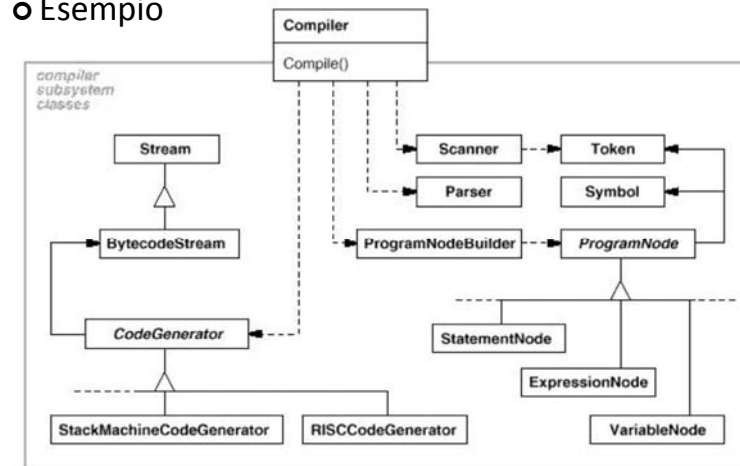 Esempio
Compiler
Compile()
compiler
subsystem
classes
Stream
Scanner
Token
Parser
Symbol
BytecodeStream
ProgramNodeBuilder
ProgramNode
CodeGenerator
StatementNode
ExpressionNode
StackMachineCodeGenerator
RISCCodeGenerator
VariableNode